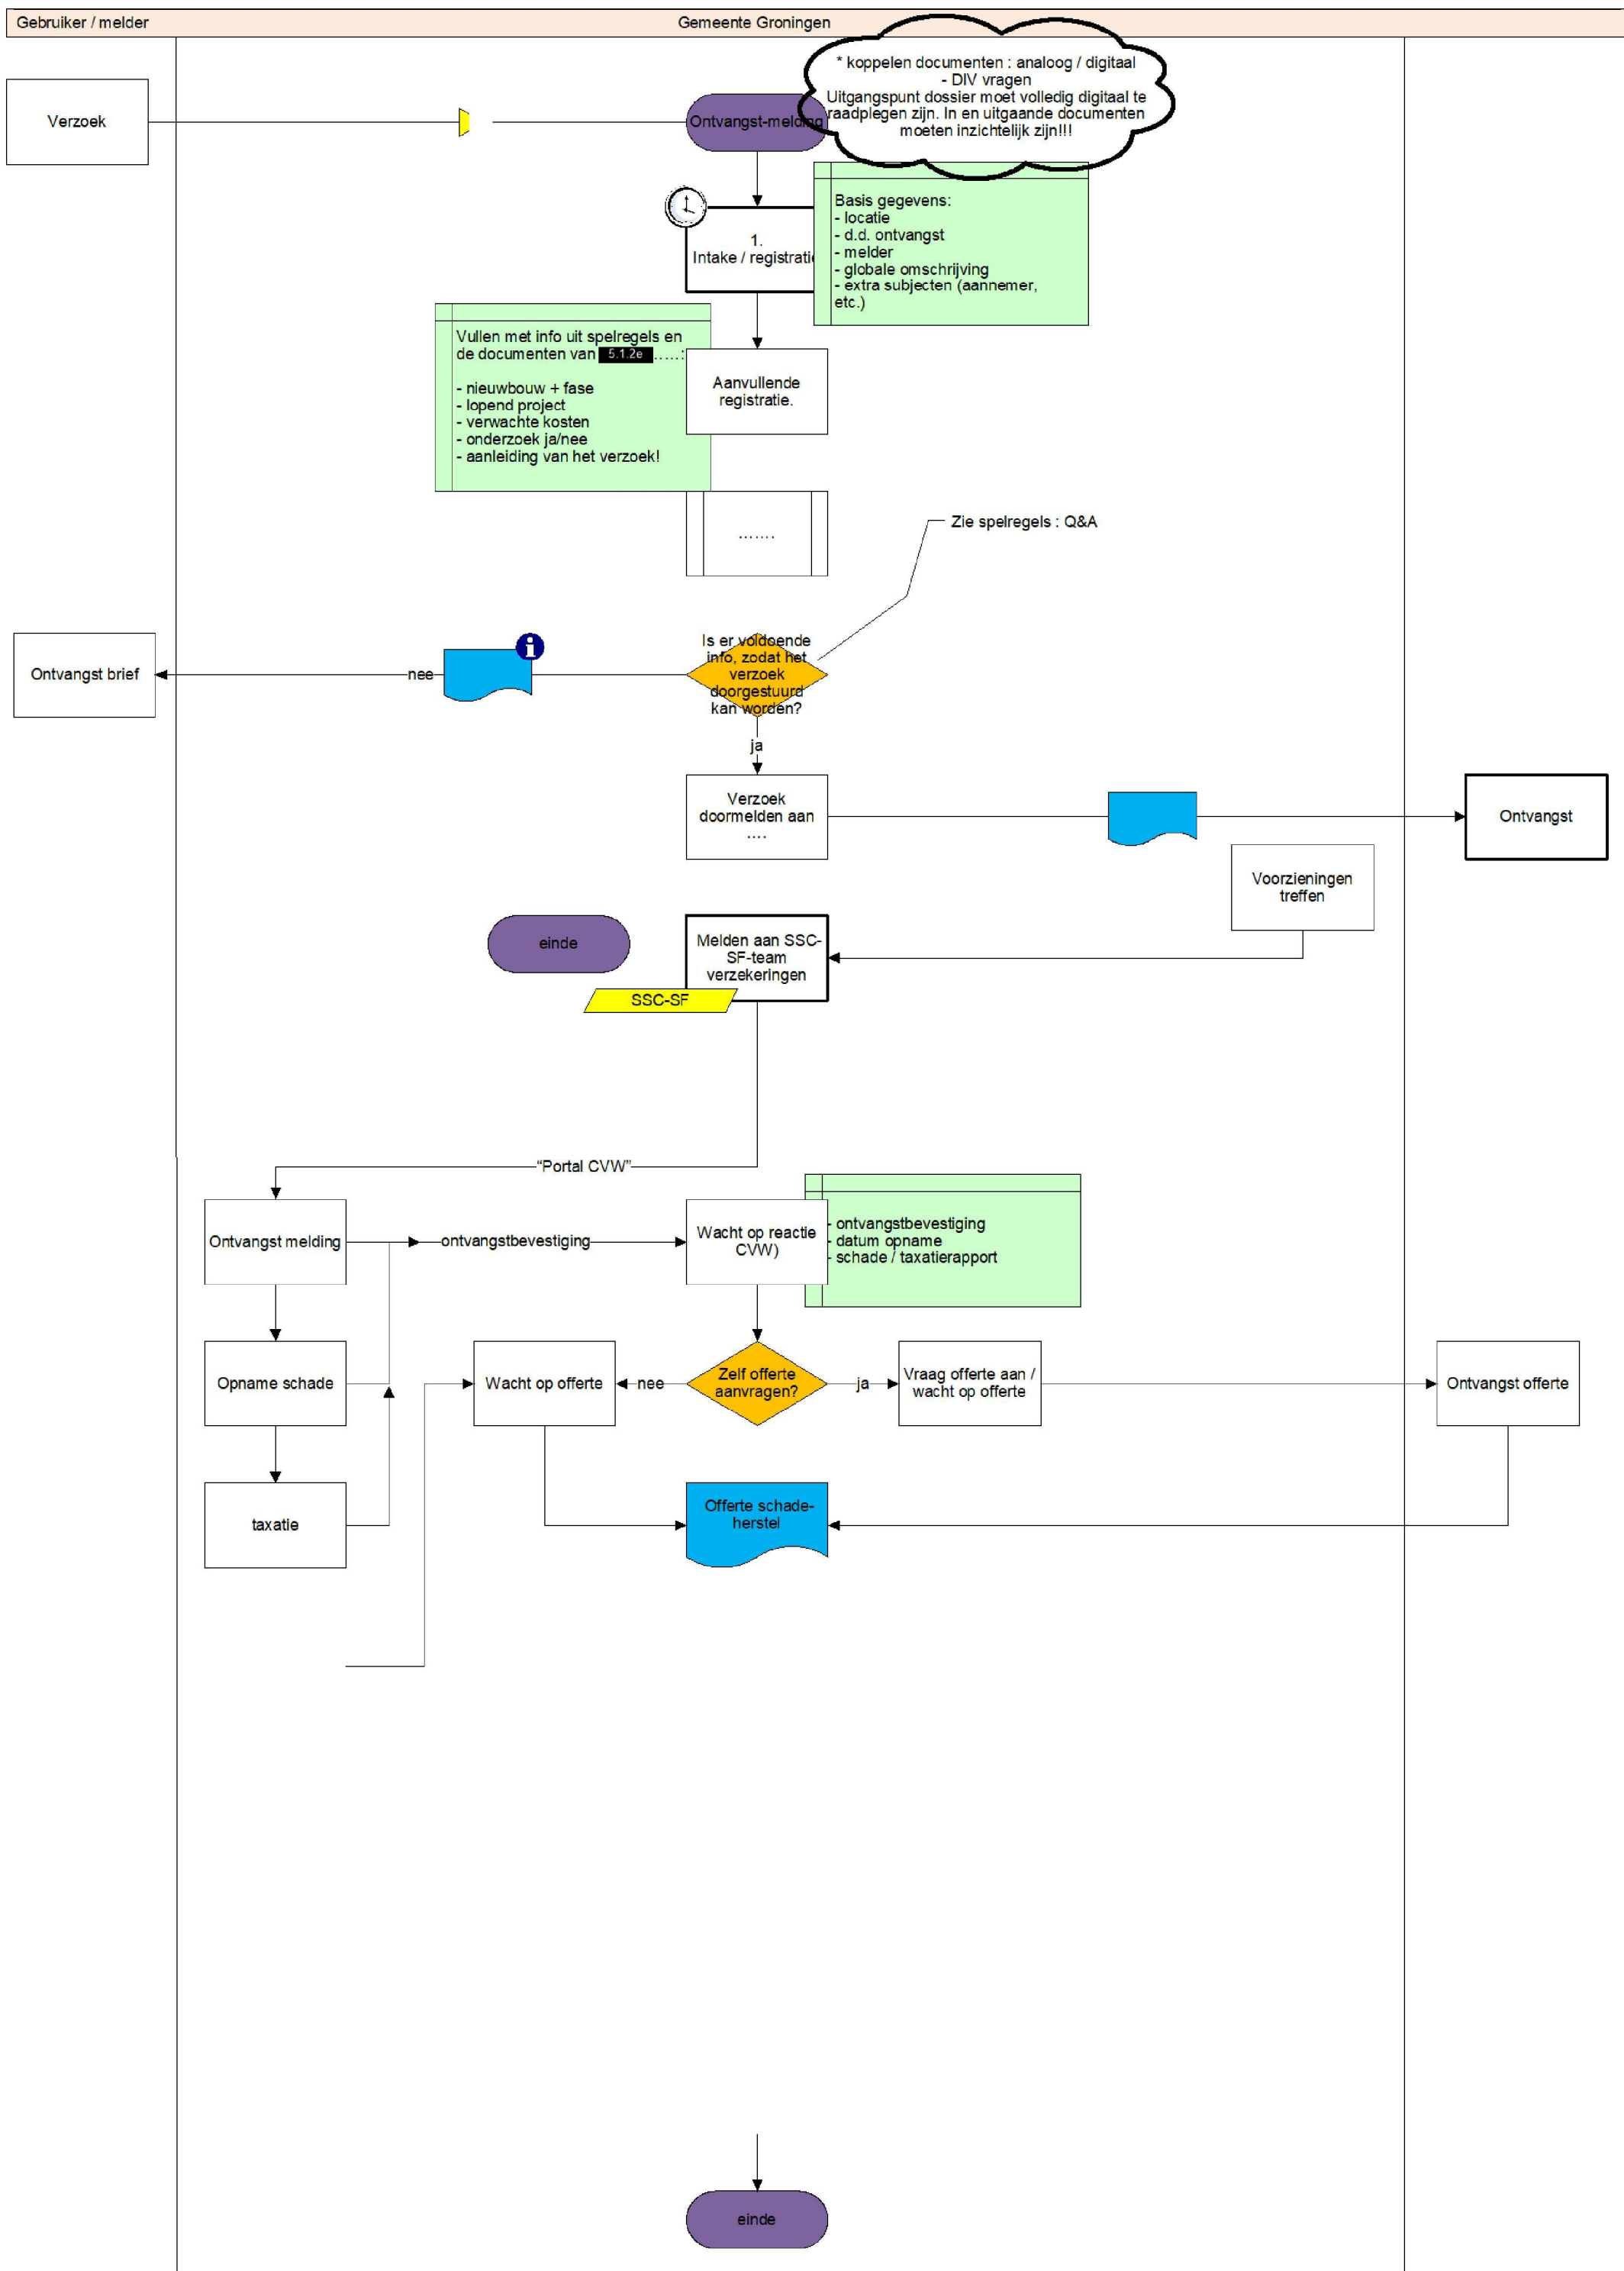 Gebruiker / melder
Gemeente Groningen
* koppelen documenten : analoog / digitaal
- DIV vragen
Uitgangspunt dossier moet volledig digitaal te
raadplegen zijn. In en uitgaande documenten
moeten inzichtelijk zijn!!!
Verzoek
Ontvangst-melding
Basis gegevens:
- locatie
- d.d. ontvangst
- melder
- globale omschrijving
- extra subjecten (aannemer,
etc.)
1.
Intake / registratie
Vullen met info uit spelregels en
de documenten van 5.1.2e .....:
- nieuwbouw + fase
- lopend project
- verwachte kosten
- onderzoek ja/nee
- aanleiding van het verzoek!
Aanvullende
registratie.
.......
Zie spelregels : Q&A
Is er voldoende
info, zodat het
verzoek
doorgestuurd
kan worden?
nee
Ontvangst brief
ja
Verzoek
doormelden aan
....
Ontvangst
Voorzieningen
treffen
einde
Melden aan SSC-
SF-team
verzekeringen
SSC-SF
“Portal CVW”
Ontvangst melding
ontvangstbevestiging
Wacht op reactie
CVW)
- ontvangstbevestiging
- datum opname
- schade / taxatierapport
Opname schade
Wacht op offerte
nee
Zelf offerte
aanvragen?
ja
Vraag offerte aan /
wacht op offerte
Ontvangst offerte
taxatie
Offerte schade-
herstel
einde